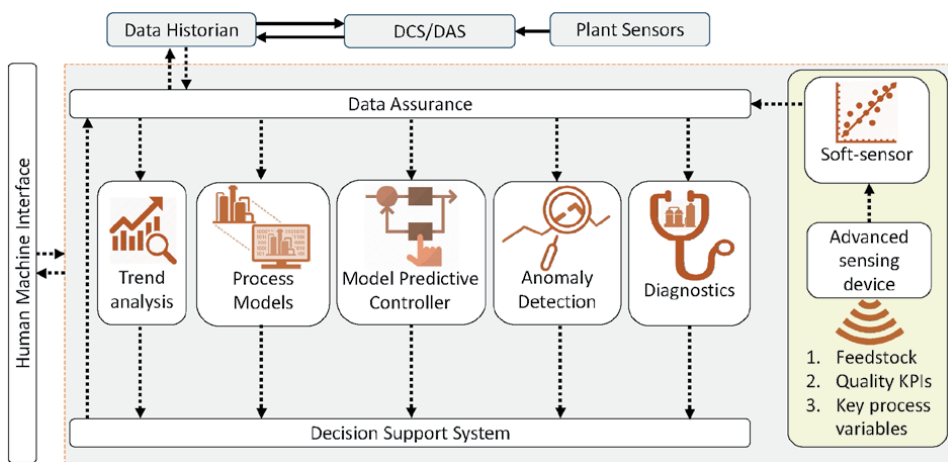 Data Historian
DCS/DAS
Plant Sensors
Human Machine Interface
Data Assurance
Soft-sensor
Trend
analysis
Process
Models
Model Predictive
Controller
Anomaly
Detection
Diagnostics
Advanced
sensing
device
1. Feedstock
2. Quality KPIs
3. Key process
variables
Decision Support System